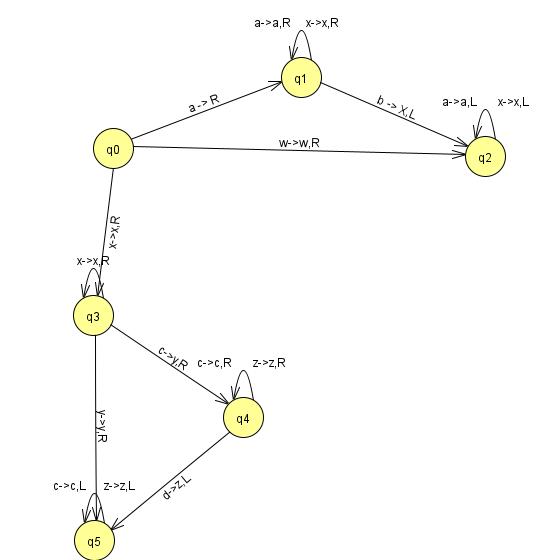 a->a,R x->x,R
q1
a -> R
b -> X,L
a->a,L x->x,L
q0
w->w,R
q2
x->x,R
x->x,R
q3
c->y,R
c->c,R z->z,R
q4
y->y,R
d->z,L
c->c,L z->z,L
q5